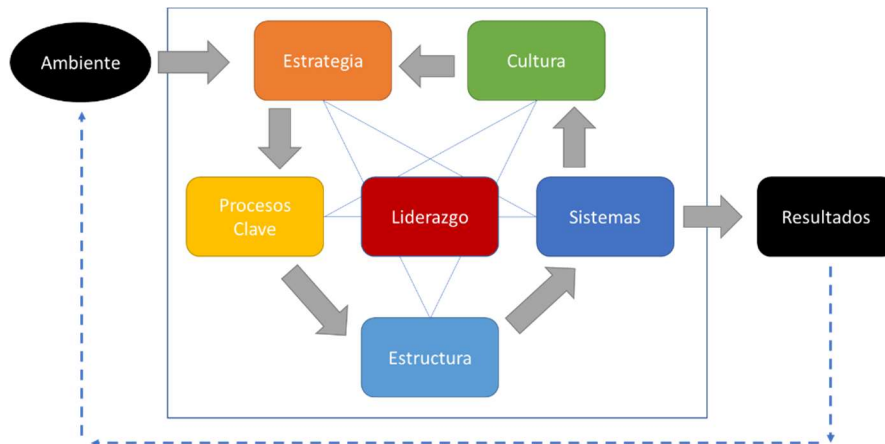 Ambiente
Estrategia
Cultura
Procesos
Clave
Liderazgo
Sistemas
Resultados
Estructura